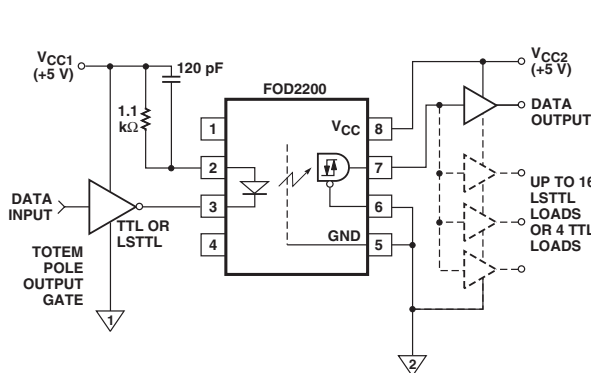 VCC1
(+5 V)
120 pF
1.1
kΩ
FOD2200
1
2
3
4
VCC
8
7
6
GND
5
DATA
INPUT
TTL OR
LSTTL
TOTEM
POLE
OUTPUT
GATE
1
VCC2
(+5 V)
DATA
OUTPUT
UP TO 16
LSTTL
LOADS
OR 4 TTL
LOADS
2